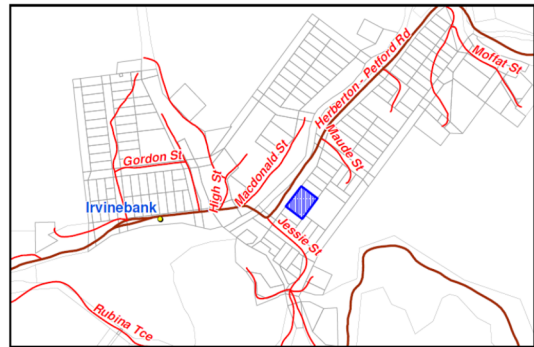 Moffat St
Herberton - Petford Rd
Maude St
Gordon St
High St
Macdonald St
Irvinebank
Jessie St
Rubina Tce